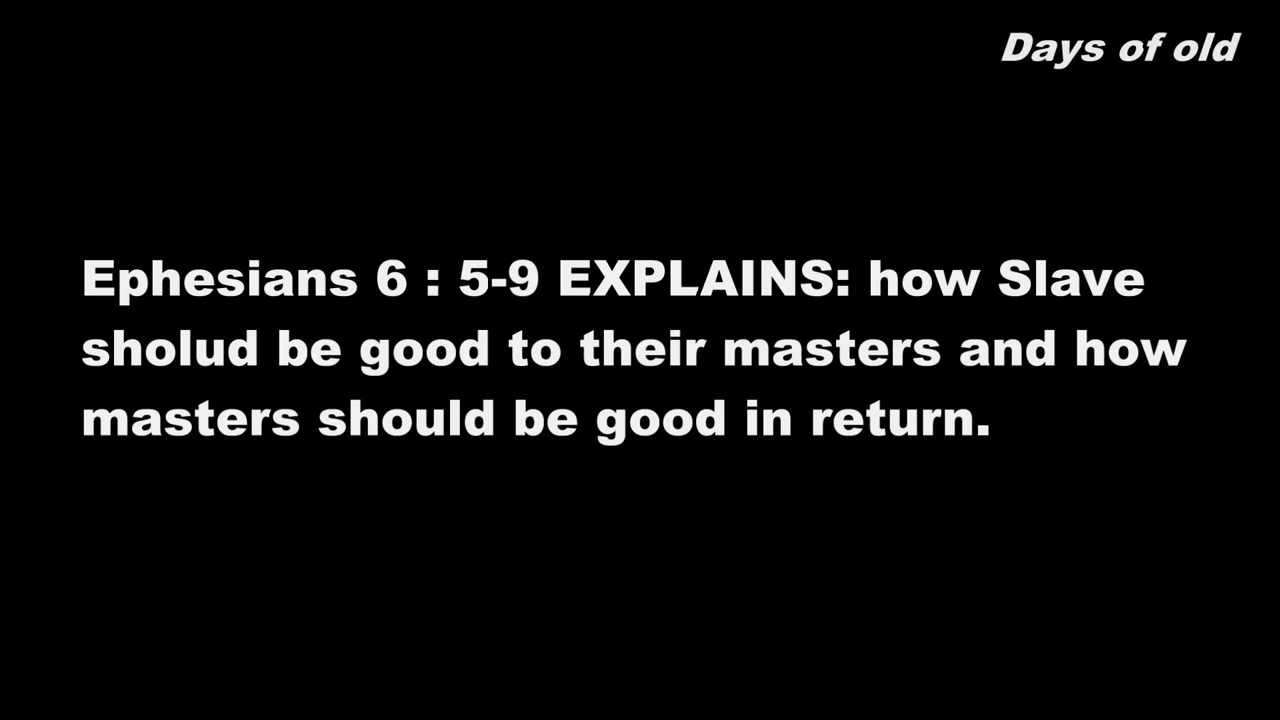 Days of old
Ephesians 6 : 5-9 EXPLAINS: how Slave
sholud be good to their masters and how
masters should be good in return.